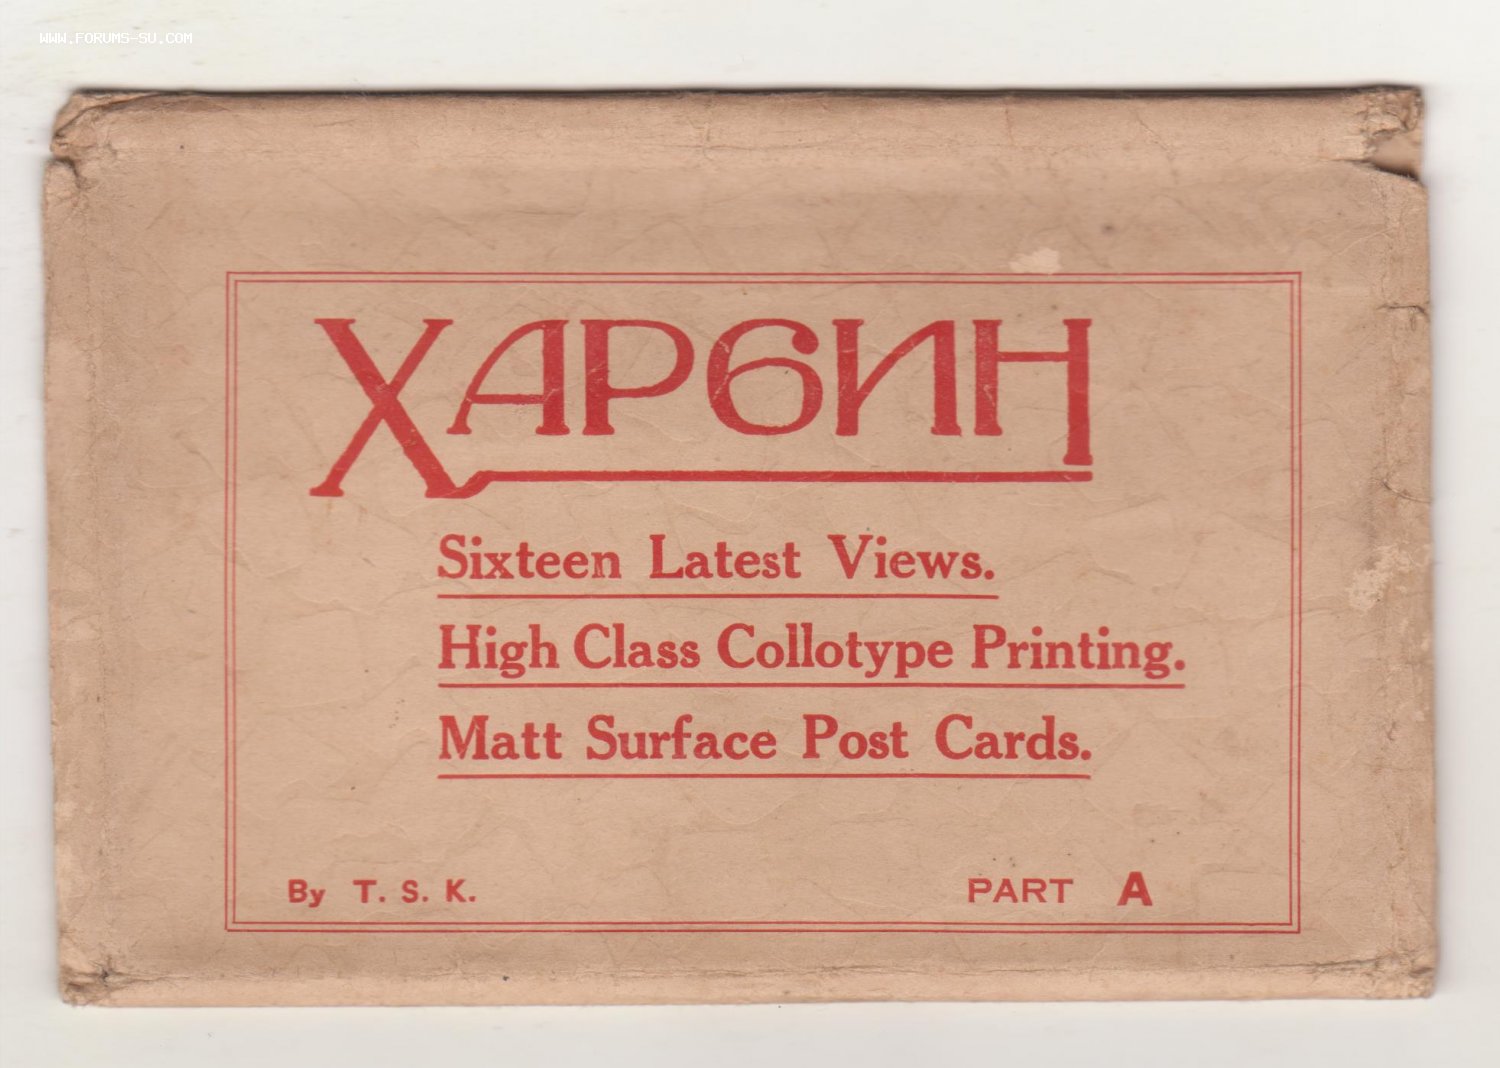 WWW.FORUMS-SU.COM
ХАРБИН
Sixteen Latest Views.
High Class Collotype Printing.
Matt Surface Post Cards.
By T. S. K.
PART A